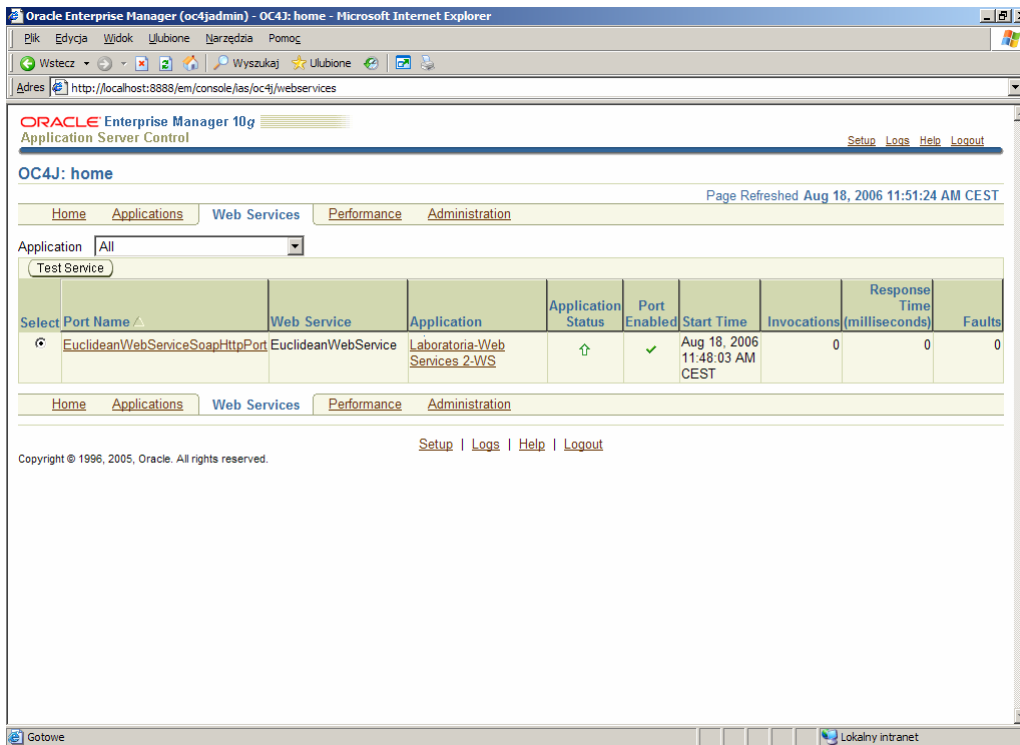 Oracle Enterprise Manager (oc4jadmin) - OC4J: home - Microsoft Internet Explorer
Plik Edycja Widok Ulubione Narzędzia Pomoc
Wstecz Wyszukaj Ulubione
Adres http://localhost:8888/em/console/ias/oc4j/webservices
ORACLE Enterprise Manager 10g
Application Server Control
Setup Logs Help Logout
OC4J: home
Page Refreshed Aug 18, 2006 11:51:24 AM CEST
Home Applications Web Services Performance Administration
Application All
Test Service
Select Port Name Web Service Application Application Status Port Enabled Start Time Invocations Response Time (milliseconds) Faults
EuclideanWebServiceSoapHttpPort EuclideanWebService Laboratoria-Web Services 2-WS Aug 18, 2006 11:48:03 AM CEST 0 0 0
Home Applications Web Services Performance Administration
Setup | Logs | Help | Logout
Copyright © 1996, 2005, Oracle. All rights reserved.
Gotowe Lokalny intranet